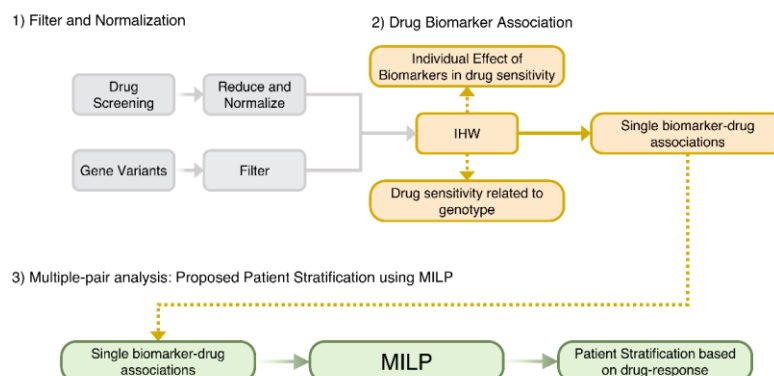 1) Filter and Normalization
2) Drug Biomarker Association
Individual Effect of
Biomarkers in drug sensitivity
Drug
Screening
Reduce and
Normalize
IHW
Single biomarker-drug
associations
Gene Variants
Filter
Drug sensitivity related to
genotype
3) Multiple-pair analysis: Proposed Patient Stratification using MILP
Single biomarker-drug
associations
MILP
Patient Stratification based
on drug-response